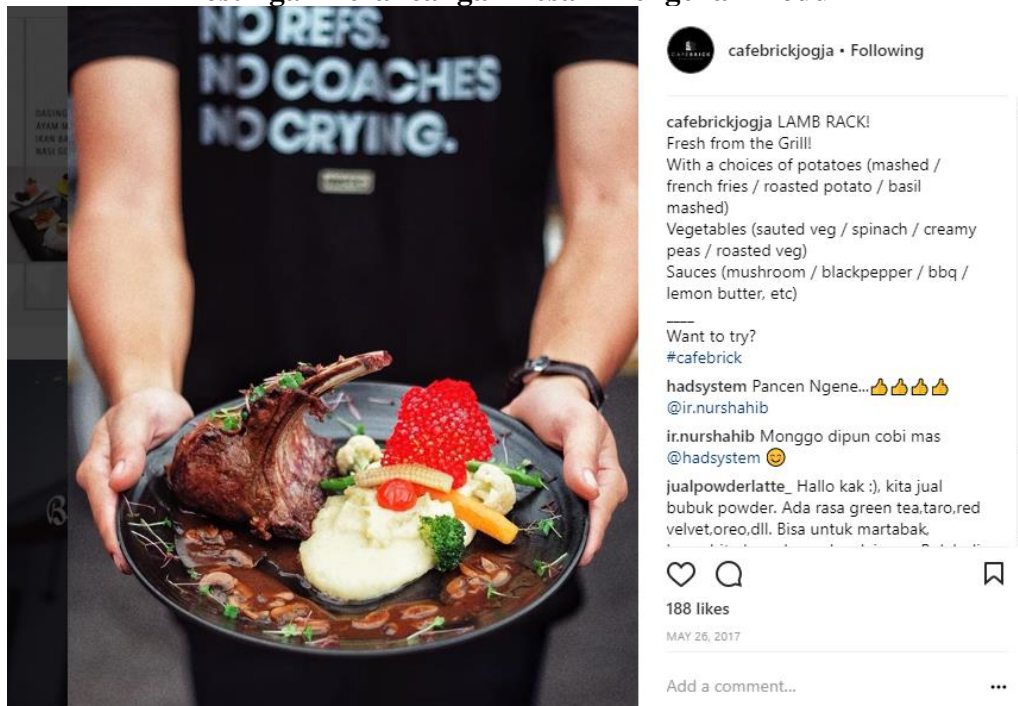 NO REFS.
NO COACHES
NO CRYING.
cafebrickjogja • Following
cafebrickjogja LAMB RACK!
Fresh from the Grill!
With a choices of potatoes (mashed /
french fries / roasted potato / basil
mashed)
Vegetables (sauted veg / spinach / creamy
peas / roasted veg)
Sauces (mushroom / blackpepper / bbq /
lemon butter, etc)
____
Want to try?
#cafebrick
hadsystem Pancen Ngene...👍👍👍👍
@ir.nurshahib
ir.nurshahib Monggo dipun cobi mas
@hadsystem 😊
jualpowderlatte_ Hallo kak :), kita jual
bubuk powder. Ada rasa green tea,taro,red
velvet,oreo,dll. Bisa untuk martabak,
188 likes
MAY 26, 2017
Add a comment...